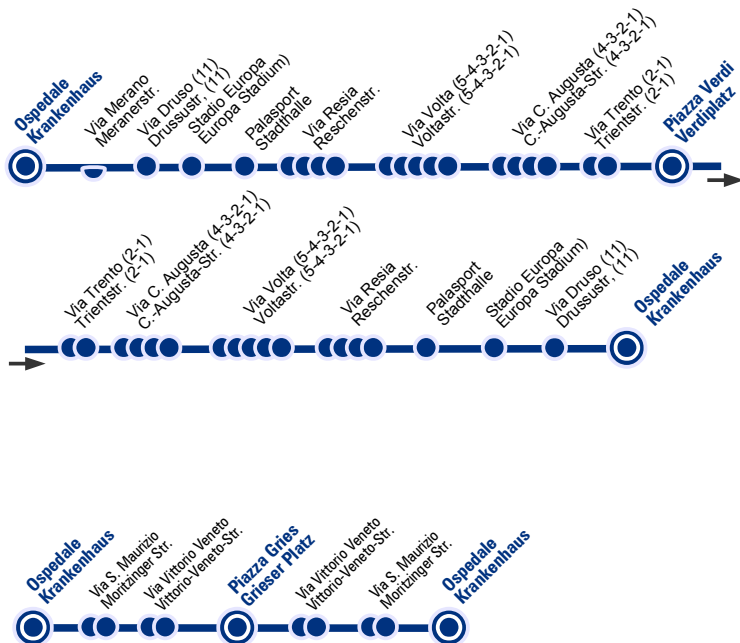 Ospedale
Krankenhaus
Via Merano
Meranerstr.
Via Druso (11)
Drussustr, (11)
Stadio Europa
Europa Stadium)
Palasport
Stadthalle
Via Resia
Reschenstr.
Via Volta (5-4-3-2-1)
Voltastr. (5-4-3-2-1)
Via C. Augusta (4-3-2-1)
C.-Augusta-Str. (4-3-2-1)
Via Trento (2-1)
Trientstr. (2-1)
Piazza Verdi
Verdiplatz
Via Trento (2-1)
Trientstr. (2-1)
Via C. Augusta (4-3-2-1)
C.-Augusta-Str. (4-3-2-1)
Via Volta (5-4-3-2-1)
Voltastr. (5-4-3-2-1)
Via Resia
Reschenstr.
Palasport
Stadthalle
Stadio Europa
Europa Stadium)
Via Druso (11)
Drussustr, (11)
Ospedale
Krankenhaus
Ospedale
Krankenhaus
Via S. Maurizio
Moritzinger Str.
Via Vittorio Veneto
Vittorio-Veneto-Str.
Piazza Gries
Grieser Platz
Via Vittorio Veneto
Vittorio-Veneto-Str.
Via S. Maurizio
Moritzinger Str.
Ospedale
Krankenhaus